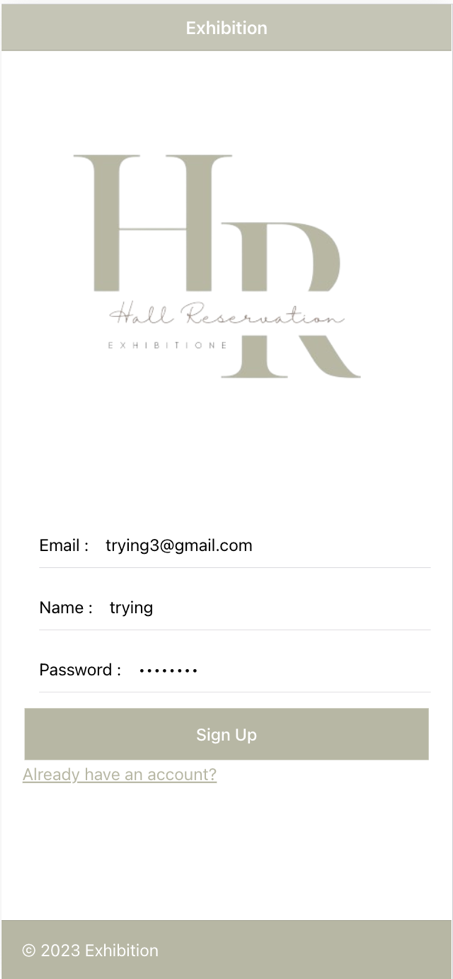 Exhibition
HR
Hall Reservation
EXHIBITIONE
Email : trying3@gmail.com
Name : trying
Password : ••••••••
Sign Up
Already have an account?
© 2023 Exhibition